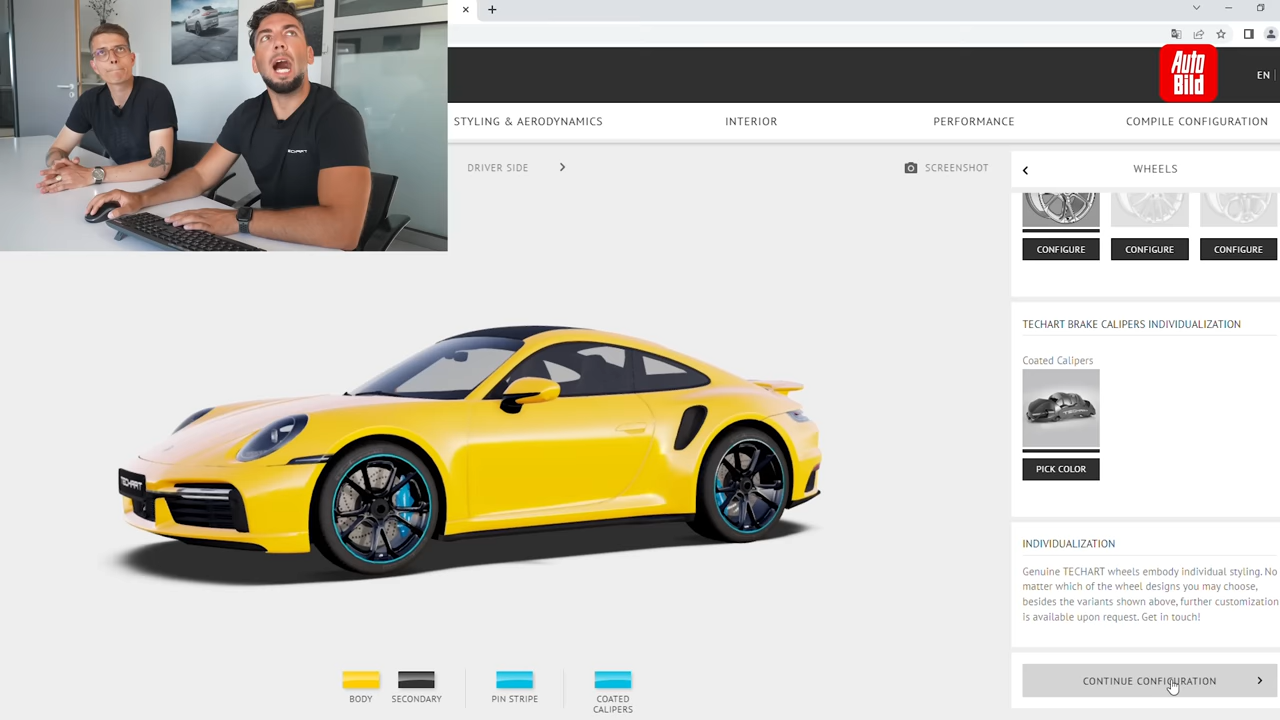 Auto
Bild
EN
STYLING & AERODYNAMICS
INTERIOR
PERFORMANCE
COMPILE CONFIGURATION
DRIVER SIDE
SCREENSHOT
WHEELS
CONFIGURE
CONFIGURE
CONFIGURE
TECHART BRAKE CALIPERS INDIVIDUALIZATION
Coated Calipers
PICK COLOR
TECHART
INDIVIDUALIZATION
Genuine TECHART wheels embody individual styling. No
matter which of the wheel designs you may choose,
besides the variants shown above, further customization
is available upon request. Get in touch!
CONTINUE CONFIGURATION
BODY
SECONDARY
PIN STRIPE
COATED
CALIPERS